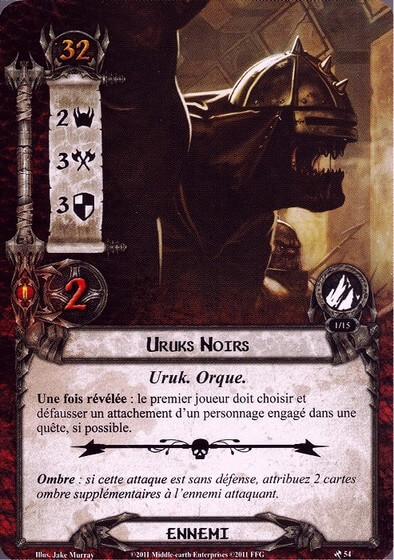 32
2
3
3
2
1/15
Uruks Noirs
Uruk. Orque.
Une fois révélée : le premier joueur doit choisir et
défausser un attachement d'un personnage engagé dans une
quête, si possible.
Ombre : si cette attaque est sans défense, attribuez 2 cartes
ombre supplémentaires à l'ennemi attaquant.
ENNEMI
Illus. Jake Murray ©2011 Middle-earth Enterprises ©2011 FFG 54